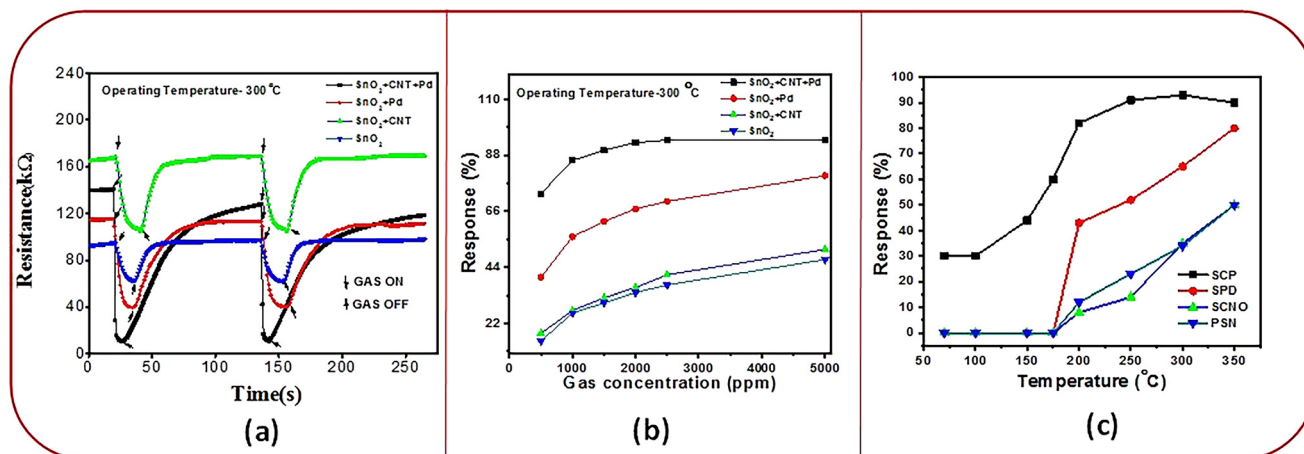 240
200
160
120
80
40
0
Resistance(kΩ)
Operating Temperature- 300 °C
SnO₂+CNT+Pd
SnO₂+Pd
SnO₂+CNT
SnO₂
GAS ON
GAS OFF
0 50 100 150 200 250
Time(s)
(a)
110
88
66
44
22
Response (%)
Operating Temperature-300 °C
SnO₂+CNT+Pd
SnO₂+Pd
SnO₂+CNT
SnO₂
0 1000 2000 3000 4000 5000
Gas concentration (ppm)
(b)
100
90
80
70
60
50
40
30
20
10
0
Response (%)
SCP
SPD
SCNO
PSN
50 100 150 200 250 300 350
Temperature (°C)
(c)